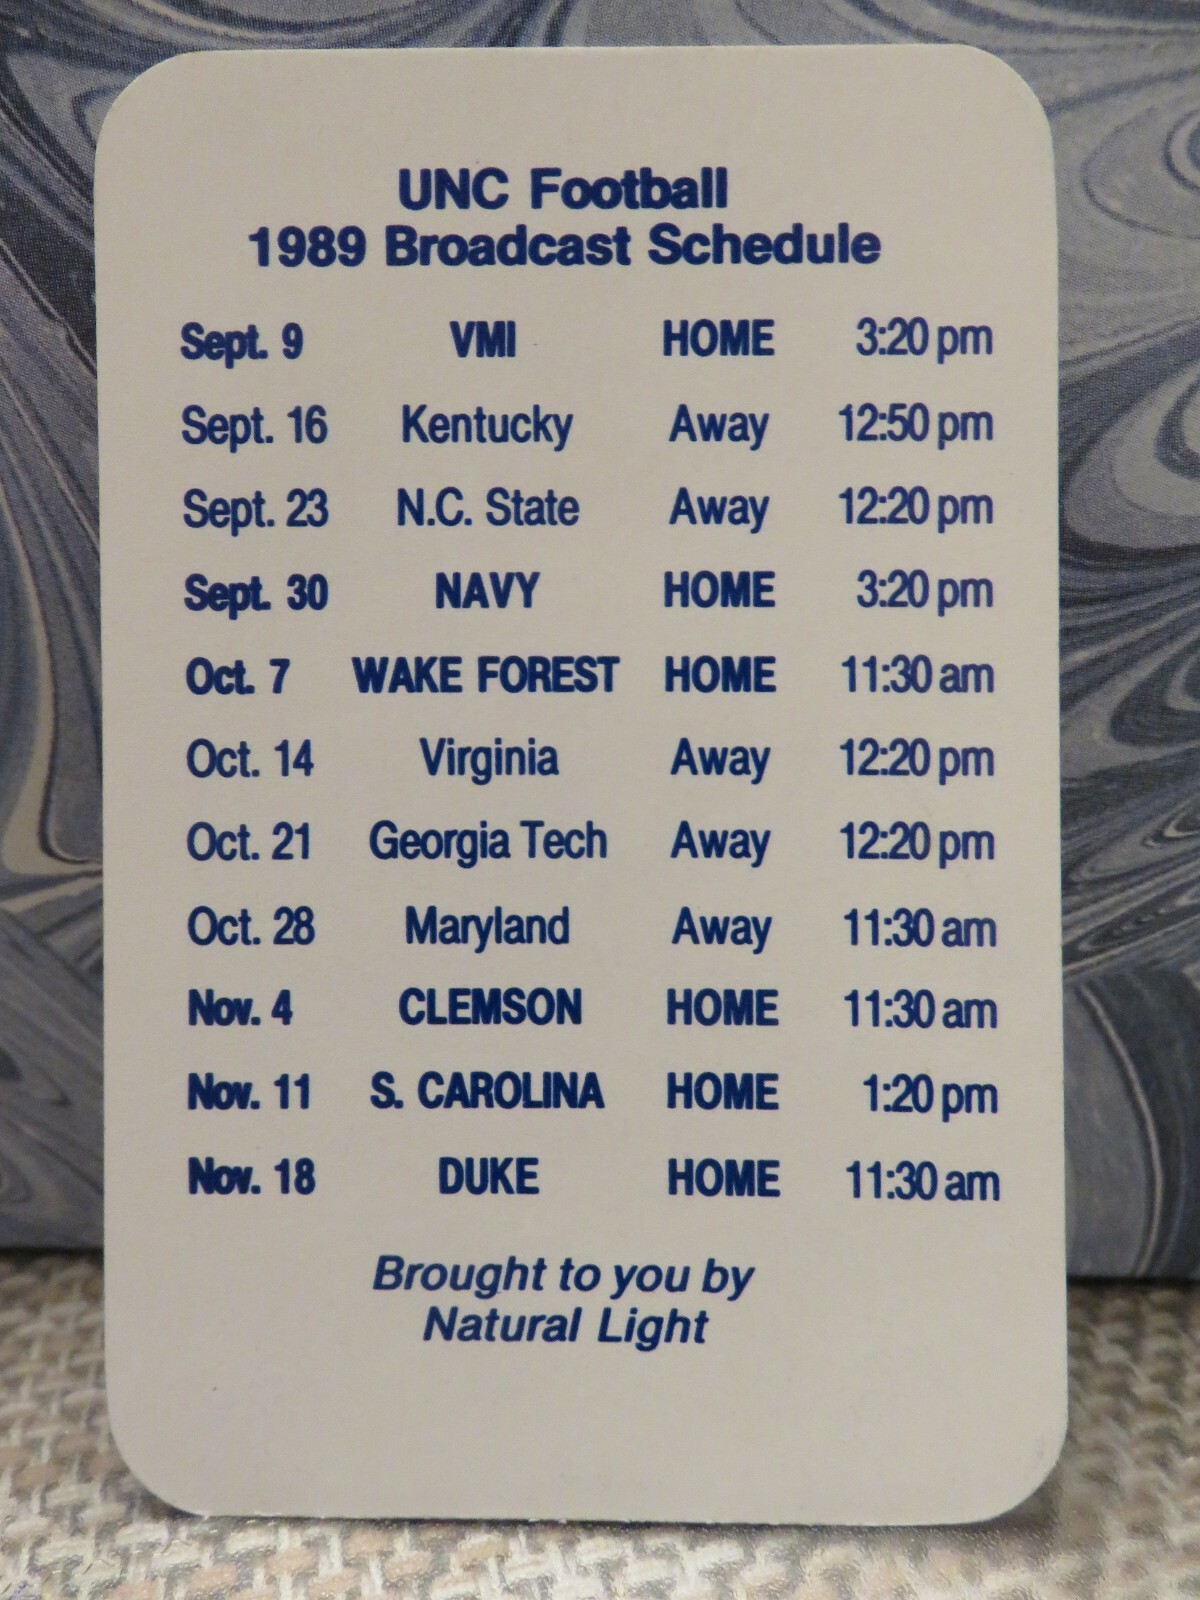 UNC Football
1989 Broadcast Schedule
Sept. 9 VMI HOME 3:20 pm
Sept. 16 Kentucky Away 12:50 pm
Sept. 23 N.C. State Away 12:20 pm
Sept. 30 NAVY HOME 3:20 pm
Oct. 7 WAKE FOREST HOME 11:30 am
Oct. 14 Virginia Away 12:20 pm
Oct. 21 Georgia Tech Away 12:20 pm
Oct. 28 Maryland Away 11:30 am
Nov. 4 CLEMSON HOME 11:30 am
Nov. 11 S. CAROLINA HOME 1:20 pm
Nov. 18 DUKE HOME 11:30 am
Brought to you by
Natural Light